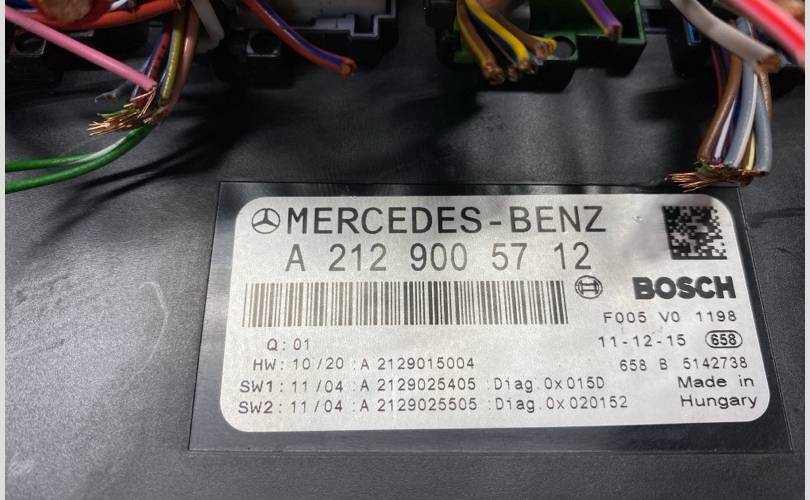 MERCEDES-BENZ
A 212 900 57 12
BOSCH
F005 V0 1198
Q: 01
11-12-15 658
HW: 10/20 :A 2129015004
658 B 5142738
SW1: 11/04 :A 2129025405 :Diag.0x015D
Made in
SW2: 11/04 :A 2129025505 :Diag.0x020152
Hungary